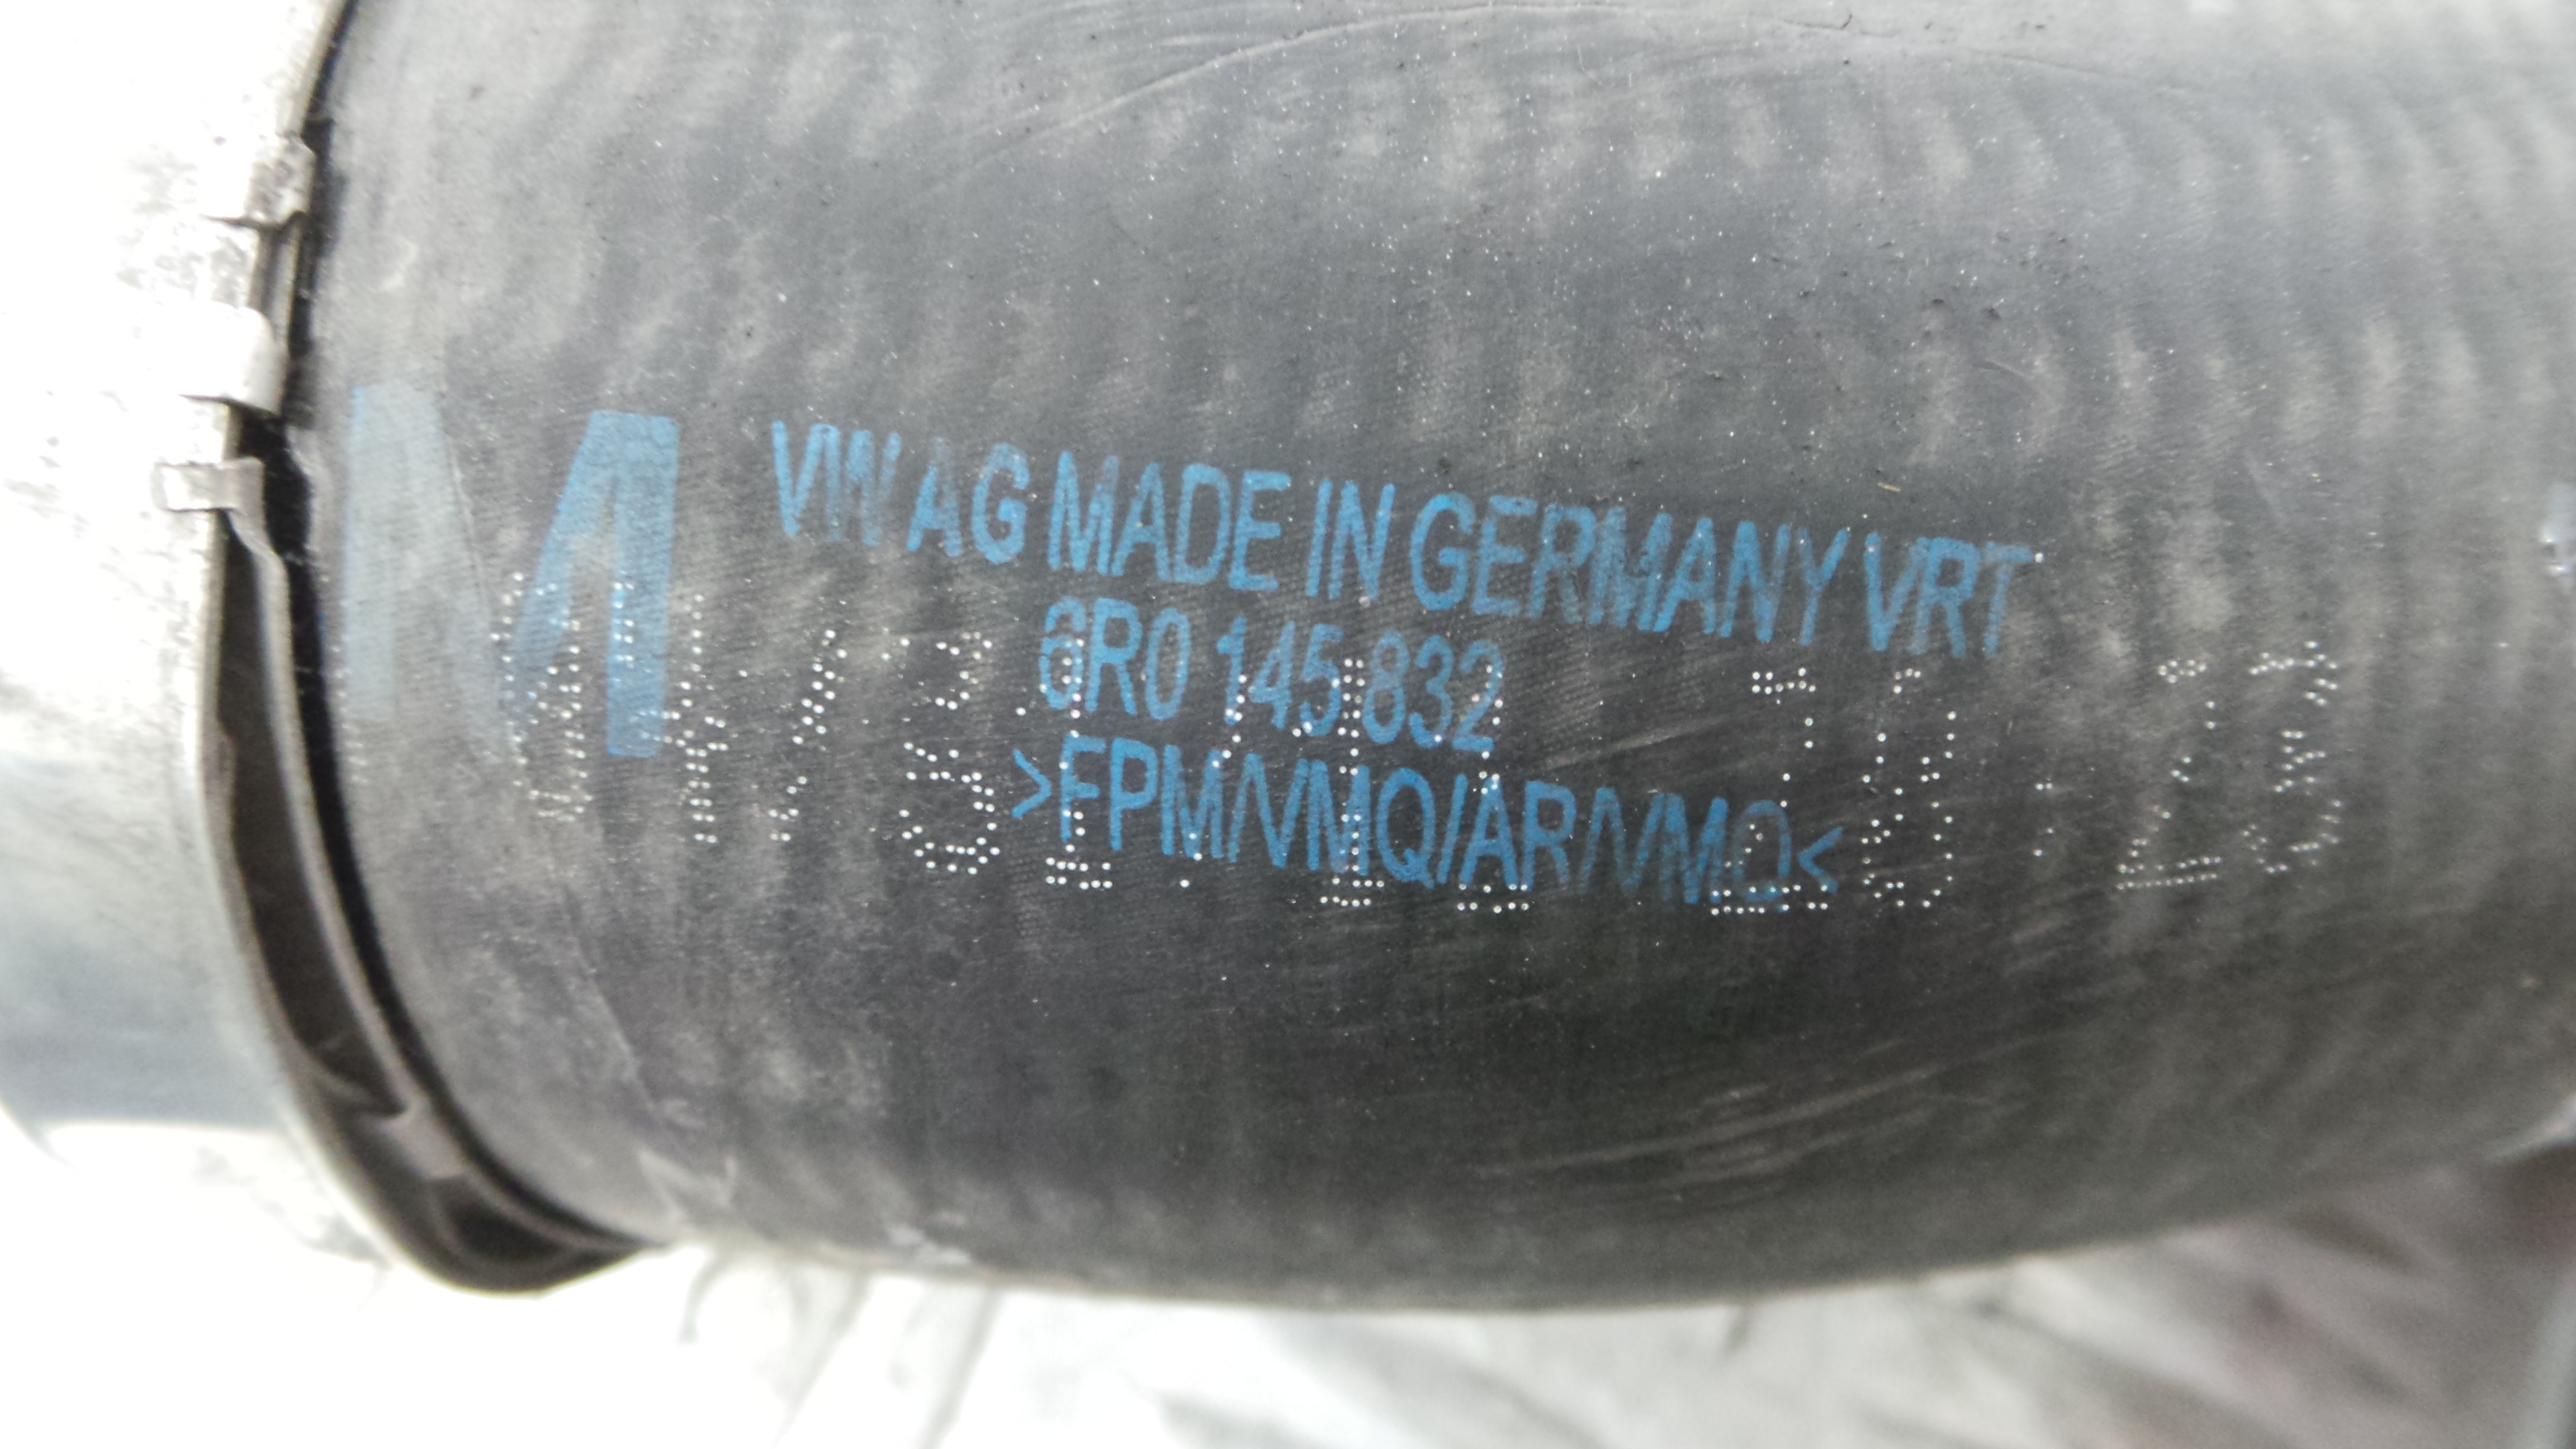 M
VW AG MADE IN GERMANY VRT
6R0 145 832
>FPM/VMQ/AR/VMQ<